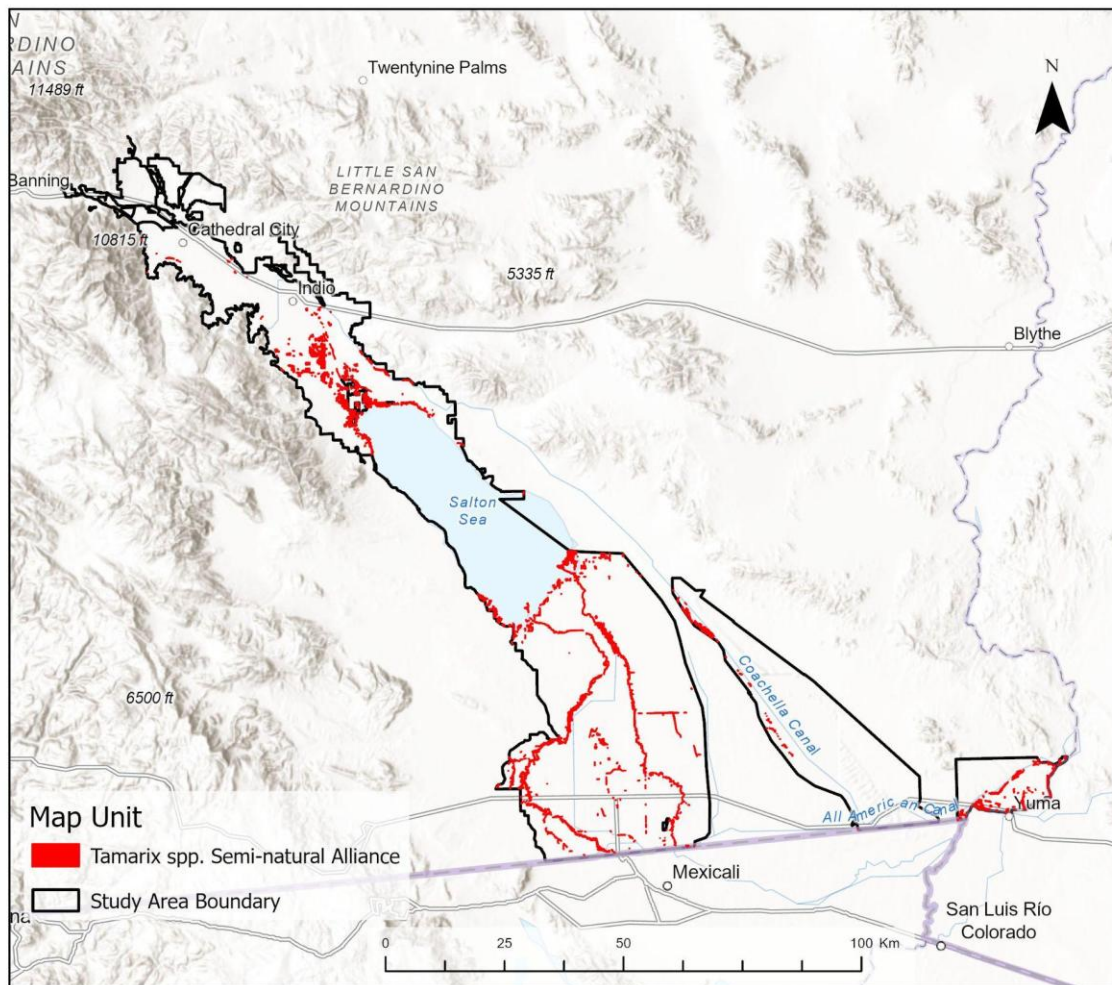 N
RDINO
AINS
11489 ft
Twentynine Palms
N
Banning
LITTLE SAN
BERNARDINO
MOUNTAINS
10815 ft
Cathedral City
5335 ft
Indio
Blythe
Salton
Sea
6500 ft
Coachella Canal
All American Canal
Yuma
Map Unit
Tamarix spp. Semi-natural Alliance
Study Area Boundary
Mexicali
na
San Luis Río
Colorado
0 25 50 100 Km